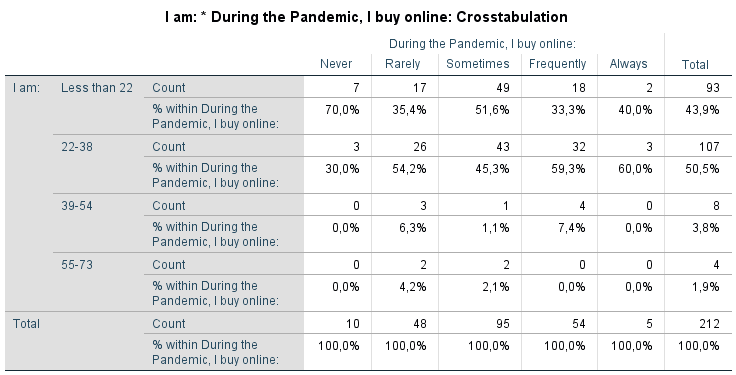 I am: * During the Pandemic, I buy online: Crosstabulation
During the Pandemic, I buy online:
Never Rarely Sometimes Frequently Always Total
I am: Less than 22 Count 7 17 49 18 2 93
% within During the Pandemic, I buy online: 70,0% 35,4% 51,6% 33,3% 40,0% 43,9%
22-38 Count 3 26 43 32 3 107
% within During the Pandemic, I buy online: 30,0% 54,2% 45,3% 59,3% 60,0% 50,5%
39-54 Count 0 3 1 4 0 8
% within During the Pandemic, I buy online: 0,0% 6,3% 1,1% 7,4% 0,0% 3,8%
55-73 Count 0 2 2 0 0 4
% within During the Pandemic, I buy online: 0,0% 4,2% 2,1% 0,0% 0,0% 1,9%
Total Count 10 48 95 54 5 212
% within During the Pandemic, I buy online: 100,0% 100,0% 100,0% 100,0% 100,0% 100,0%